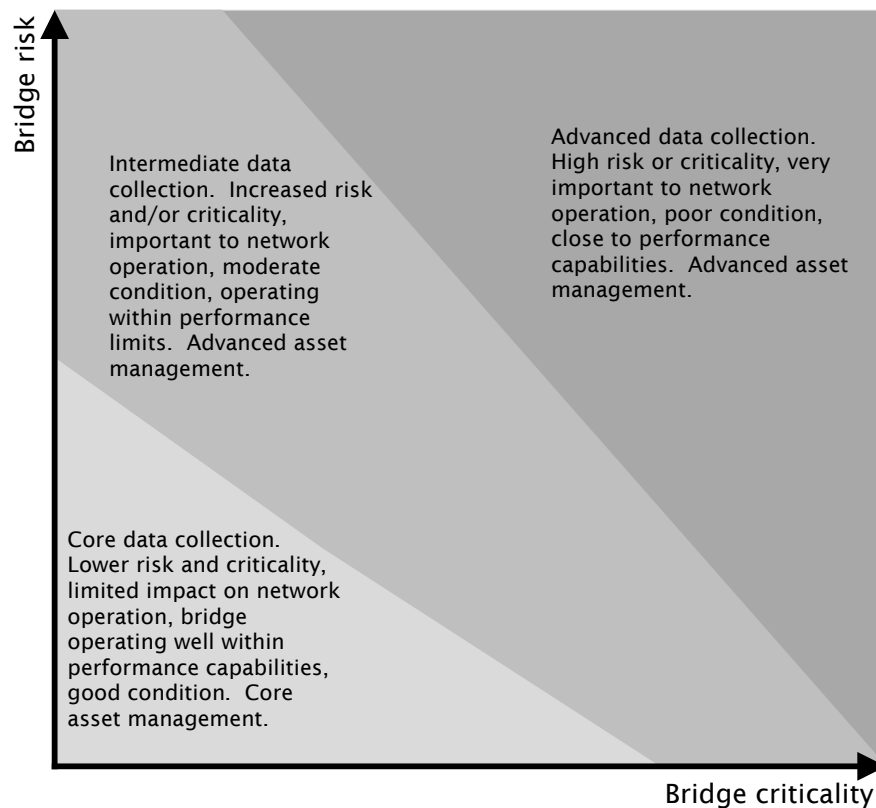 Bridge risk
Intermediate data
collection.  Increased risk
and/or criticality,
important to network
operation, moderate
condition, operating
within performance
limits.  Advanced asset
management.
Advanced data collection.
High risk or criticality, very
important to network
operation, poor condition,
close to performance
capabilities.  Advanced asset
management.
Core data collection.
Lower risk and criticality,
limited impact on network
operation, bridge
operating well within
performance capabilities,
good condition.  Core
asset management.
Bridge criticality